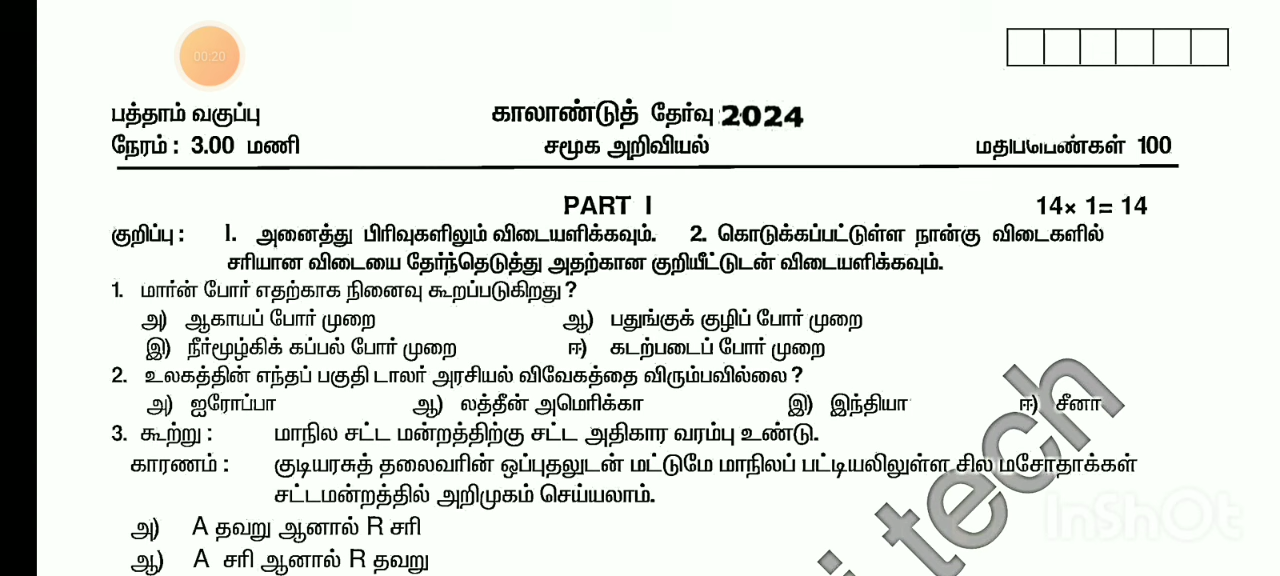 00:20
பத்தாம் வகுப்பு காலாண்டுத் தேர்வு 2024
நேரம் : 3.00 மணி சமூக அறிவியல் மதிப்பெண்கள் 100
PART I 14× 1= 14
குறிப்பு : 1. அனைத்து பிரிவுகளிலும் விடையளிக்கவும். 2. கொடுக்கப்பட்டுள்ள நான்கு விடைகளில்
சரியான விடையை தேர்ந்தெடுத்து அதற்கான குறியீட்டுடன் விடையளிக்கவும்.
1. மார்ன் போர் எதற்காக நினைவு கூறப்படுகிறது ?
அ) ஆகாயப் போர் முறை ஆ) பதுங்குக் குழிப் போர் முறை
இ) நீர்மூழ்கிக் கப்பல் போர் முறை ஈ) கடற்படைப் போர் முறை
2. உலகத்தின் எந்தப் பகுதி டாலர் அரசியல் விவேகத்தை விரும்பவில்லை ?
அ) ஐரோப்பா ஆ) லத்தீன் அமெரிக்கா இ) இந்தியா ஈ) சீனா
3. கூற்று : மாநில சட்ட மன்றத்திற்கு சட்ட அதிகார வரம்பு உண்டு.
காரணம் : குடியரசுத் தலைவரின் ஒப்புதலுடன் மட்டுமே மாநிலப் பட்டியலிலுள்ள சில மசோதாக்கள்
சட்டமன்றத்தில் அறிமுகம் செய்யலாம்.
அ) A தவறு ஆனால் R சரி
ஆ) A சரி ஆனால் R தவறு
tech
InShOt